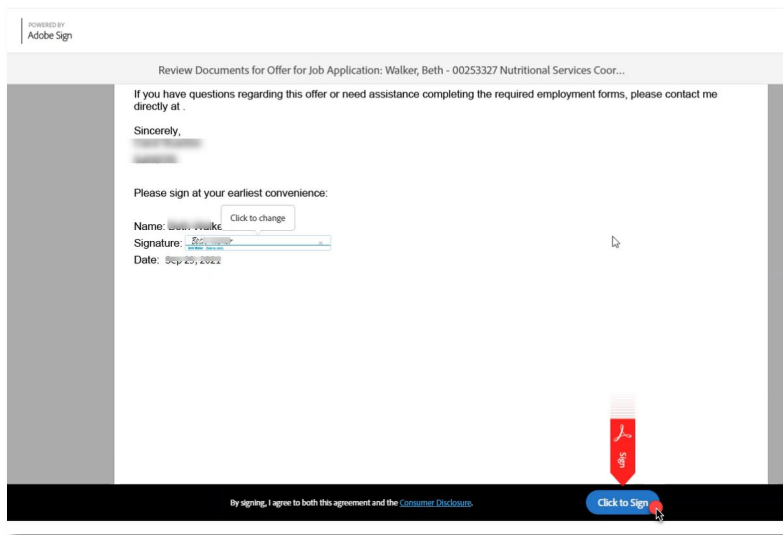 POWERED BY
Adobe Sign
Review Documents for Offer for Job Application: Walker, Beth - 00253327 Nutritional Services Coor...
If you have questions regarding this offer or need assistance completing the required employment forms, please contact me
directly at .
Sincerely,
Please sign at your earliest convenience:
Click to change
Name:
Signature:
Date: Sep 29, 2021
Sign
By signing, I agree to both this agreement and the Consumer Disclosure.
Click to Sign